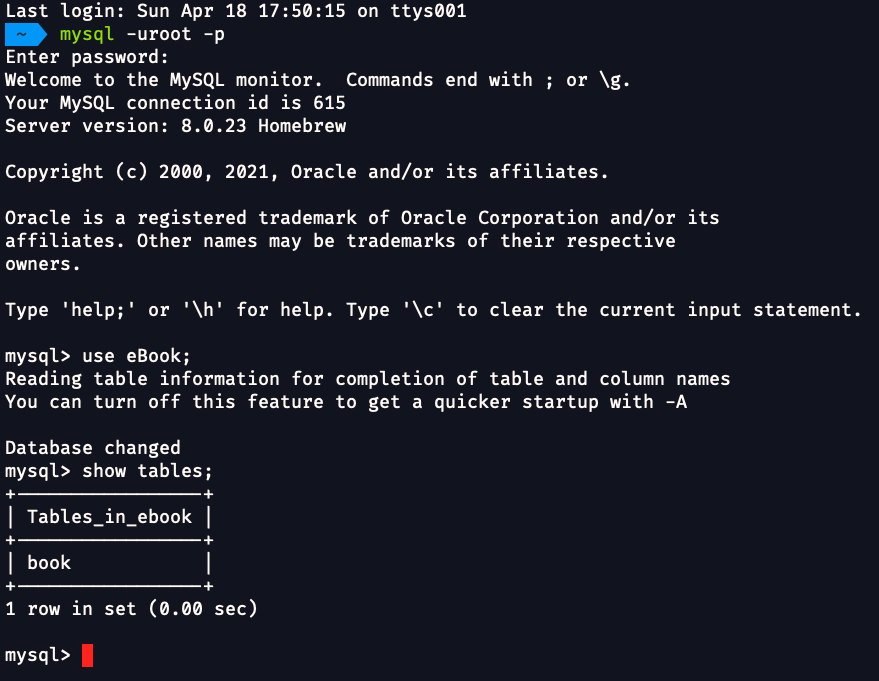 Last login: Sun Apr 18 17:50:15 on ttys001
~ mysql -uroot -p
Enter password:
Welcome to the MySQL monitor.  Commands end with ; or \g.
Your MySQL connection id is 615
Server version: 8.0.23 Homebrew
Copyright (c) 2000, 2021, Oracle and/or its affiliates.
Oracle is a registered trademark of Oracle Corporation and/or its
affiliates. Other names may be trademarks of their respective
owners.
Type 'help;' or '\h' for help. Type '\c' to clear the current input statement.
mysql> use eBook;
Reading table information for completion of table and column names
You can turn off this feature to get a quicker startup with -A
Database changed
mysql> show tables;
+-----------------+
| Tables_in_ebook |
+-----------------+
| book            |
+-----------------+
1 row in set (0.00 sec)
mysql>